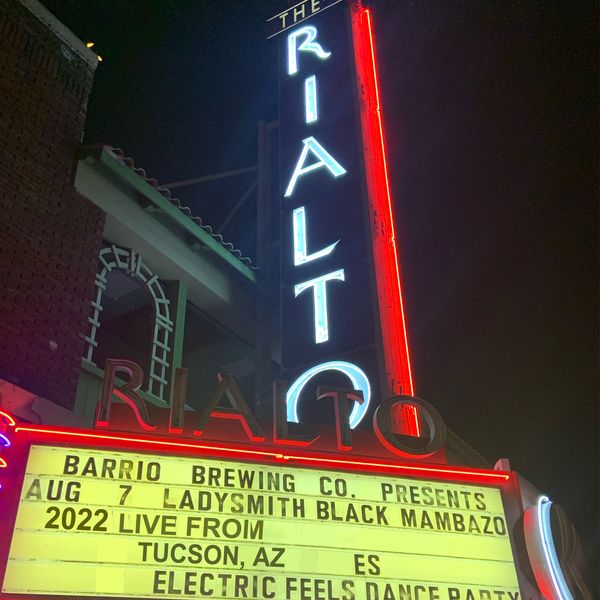 THE
RIALTO
RIALTO
BARRIO BREWING CO. PRESENTS
AUG 7 LADYSMITH BLACK MAMBAZO
2022 LIVE FROM
TUCSON, AZ ES
ELECTRIC FEELS DANCE PARTY